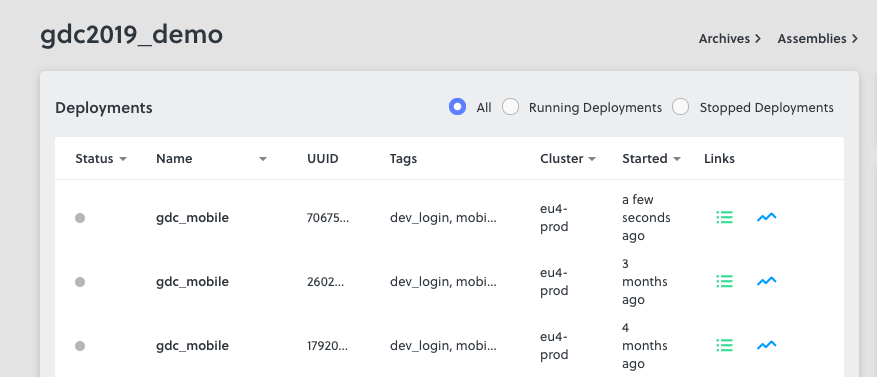 gdc2019_demo
Archives Assemblies
Deployments All Running Deployments Stopped Deployments
Status Name UUID Tags Cluster Started Links
gdc_mobile 70675... dev_login, mobi... eu4-prod a few seconds ago
gdc_mobile 2602... dev_login, mobi... eu4-prod 3 months ago
gdc_mobile 17920... dev_login, mobi... eu4-prod 4 months ago